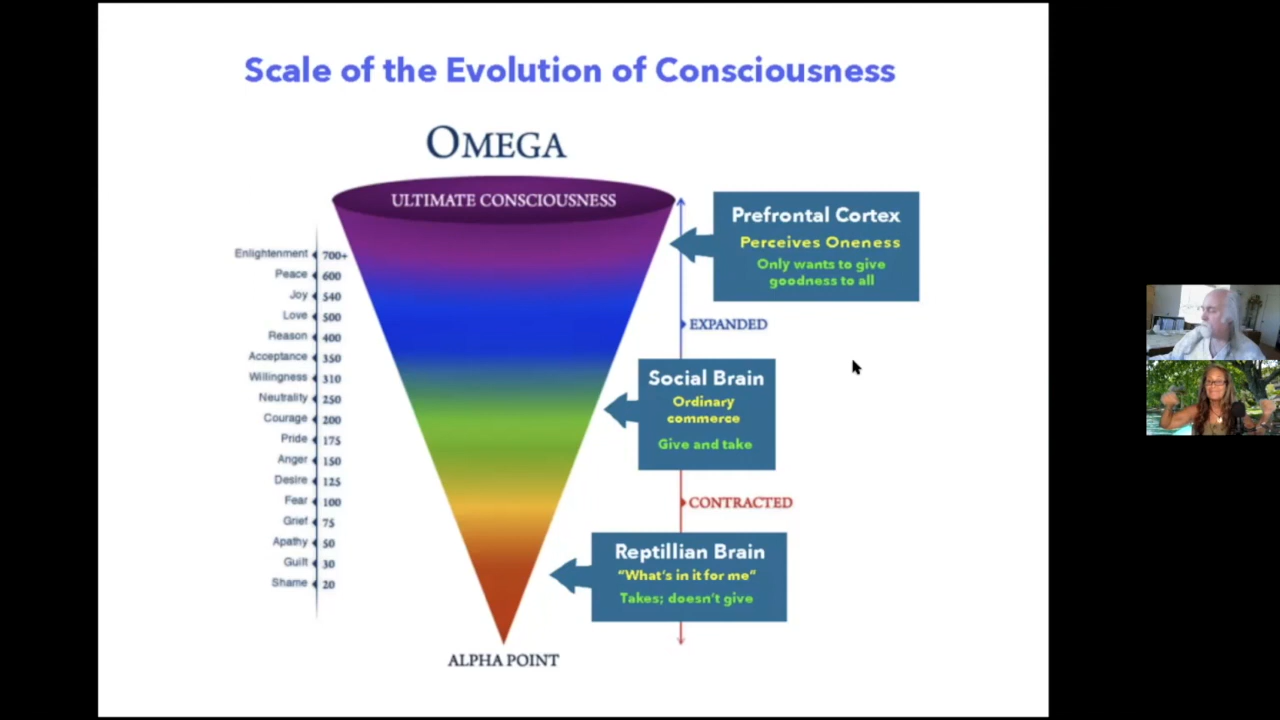 Scale of the Evolution of Consciousness
OMEGA
ULTIMATE CONSCIOUSNESS
Enlightenment 700+
Peace 600
Joy 540
Love 500
Reason 400
Acceptance 350
Willingness 310
Neutrality 250
Courage 200
Pride 175
Anger 150
Desire 125
Fear 100
Grief 75
Apathy 50
Guilt 30
Shame 20
Prefrontal Cortex
Perceives Oneness
Only wants to give
goodness to all
EXPANDED
Social Brain
Ordinary
commerce
Give and take
CONTRACTED
Reptillian Brain
“What’s in it for me”
Takes; doesn’t give
ALPHA POINT